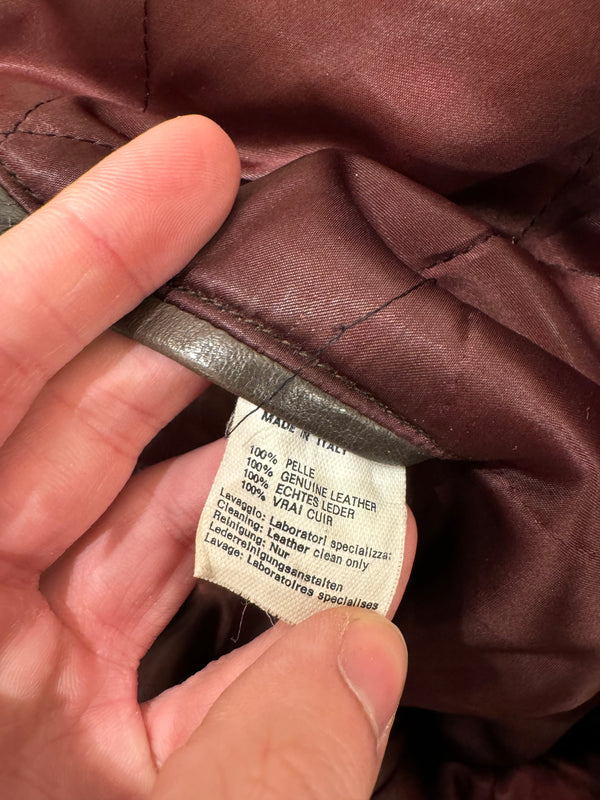 MADE IN ITALY
100% PELLE
100% GENUINE LEATHER
100% ECHTES LEDER
100% VRAI CUIR
Lavaggio: Laboratori specializza
Cleaning: Leather clean only
Reinigung: Nur
Lederreinigungsanstalten
Lavage: Laboratoires specialises